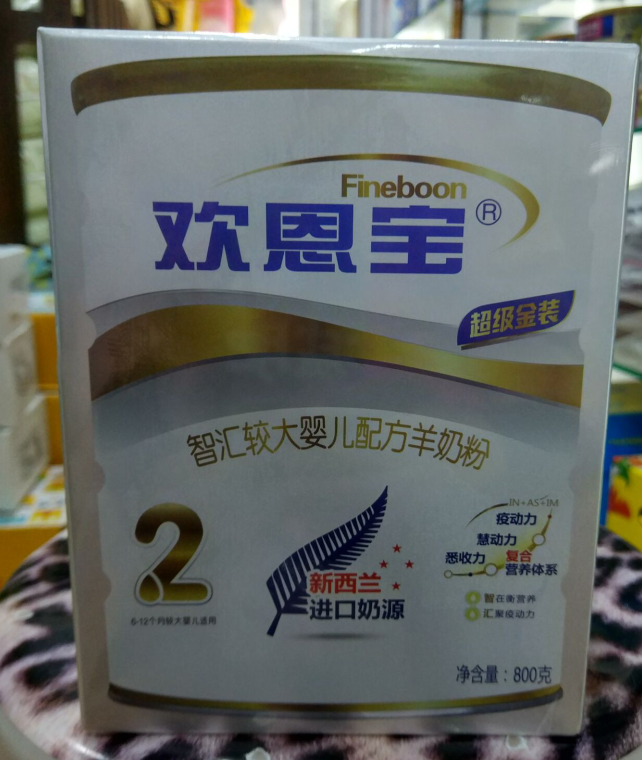 Fineboon
欢恩宝®
超级金装
智汇较大婴儿配方羊奶粉
2
6-12个月较大婴儿适用
新西兰
进口奶源
IN+AS+IM
疫动力
慧动力
悉收力
复合
营养体系
智在衡营养
汇聚疫动力
净含量：800克